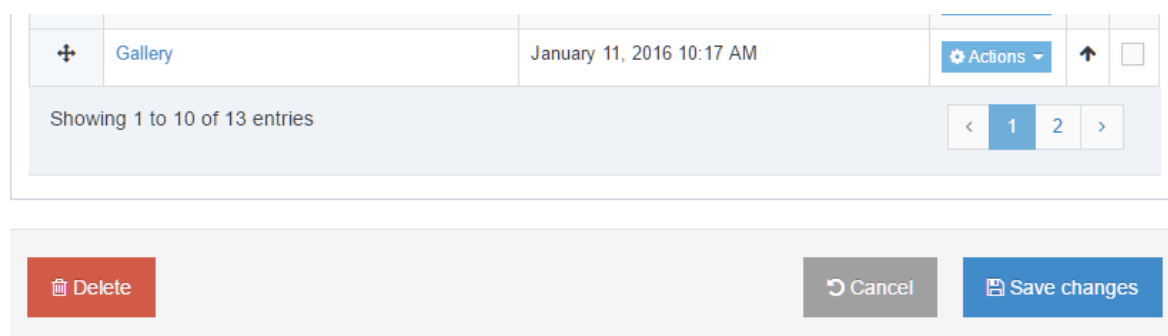 Gallery January 11, 2016 10:17 AM Actions
Showing 1 to 10 of 13 entries < 1 2 >
Delete Cancel Save changes